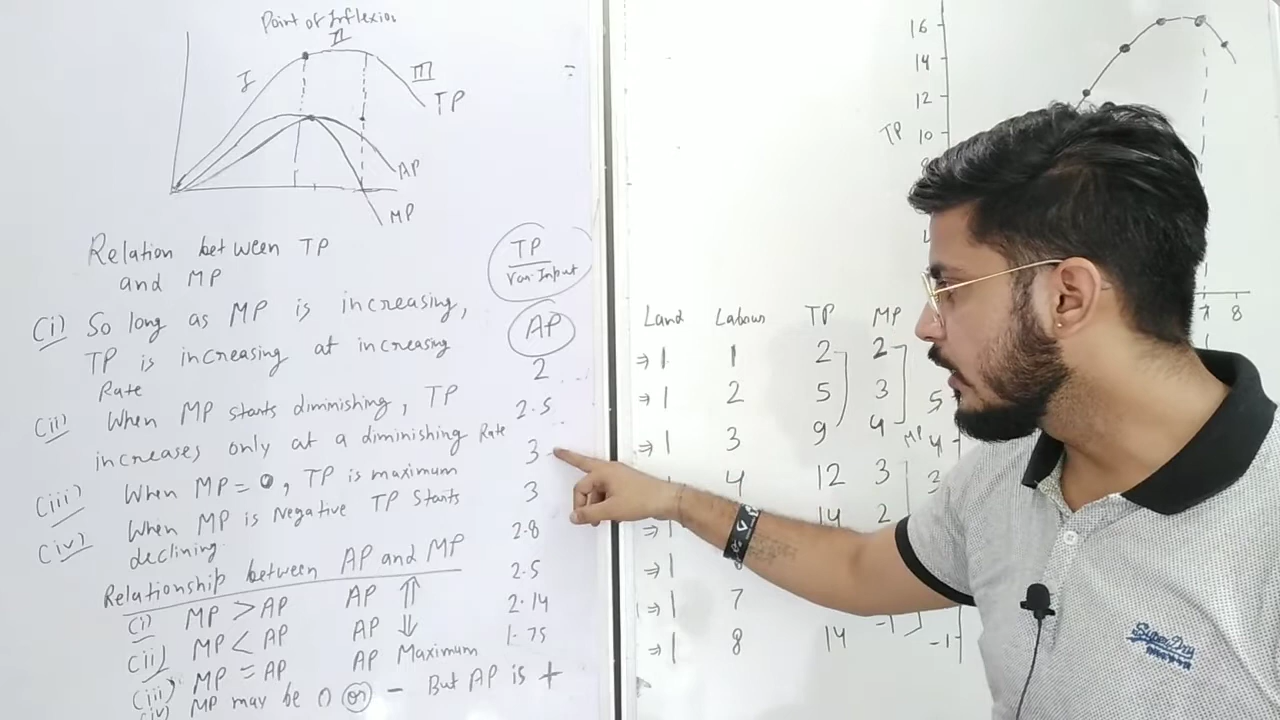 Point of Inflexion
I
II
III
TP
AP
MP
Relation between TP
and MP
(i) So long as MP is increasing,
TP is increasing at increasing
Rate
(ii) When MP starts diminishing, TP
increases only at a diminishing Rate
(iii) When MP = 0, TP is maximum
(iv) When MP is Negative TP Starts
declining.
Relationship between AP and MP
(i) MP > AP AP ⇑
(ii) MP < AP AP ⇓
(iii) MP = AP AP Maximum
(iv) MP may be 0 or - But AP is +
TP
Var. Input
AP
2
2.5
3
3
2.8
2.5
2.14
1.75
16
14
12
TP 10
7 8
Land Labour TP MP
⇒ 1 1 2 2
⇒ 1 2 5 3
⇒ 1 3 9 4
4 12 3
1 14 2
⇒ 1
⇒ 1 7 -1
⇒ 1 8 14
5
MP 4
3
-1
SuperDry